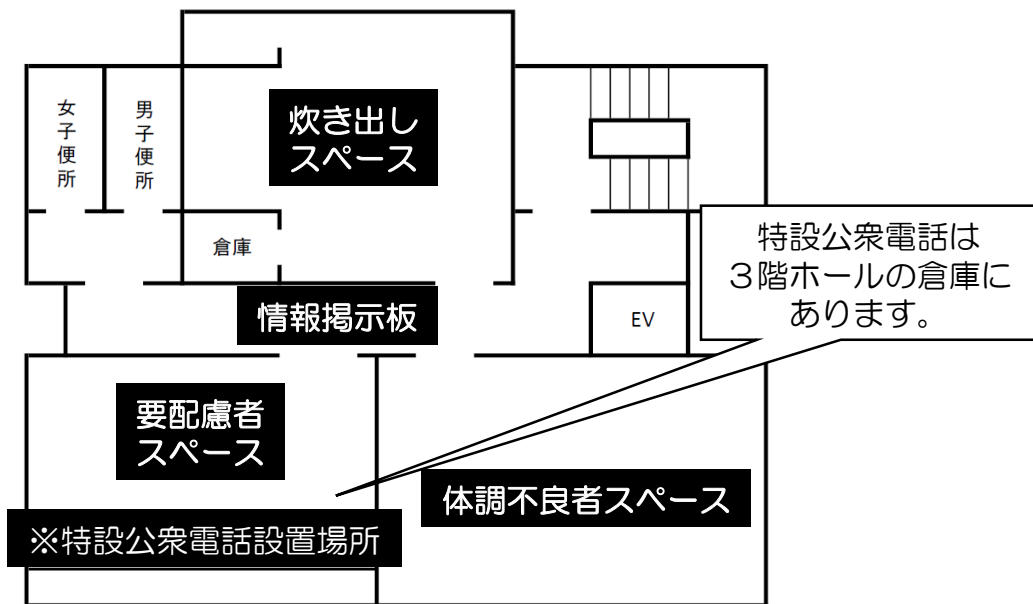 女子便所
男子便所
炊き出し
スペース
倉庫
特設公衆電話は
３階ホールの倉庫に
あります。
情報掲示板
EV
要配慮者
スペース
体調不良者スペース
※特設公衆電話設置場所